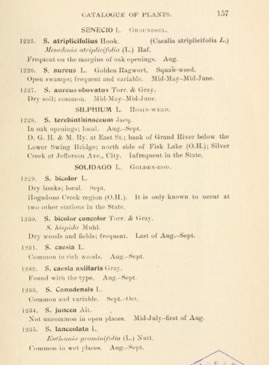 CATALOGUE OF PLANTS. 157
SENECIO L. GROUNDSEL.
1225. S. atriplicifolius Hook. (Cacalia atriplicifolia L.)
Mesadenia atriplicifolia (L.) Raf.
Frequent on the margins of oak openings. Aug.
1226. S. aureus L. Golden Ragwort. Squaw-weed.
Open swamps; frequent and variable. Mid-May-Mid-June.
1227. S. aureus obovatus Torr. & Gray.
Dry soil; common. Mid-May-Mid-June.
SILPHIUM L. ROSIN-WEED.
1228. S. terebinthinaceum Jacq.
In oak openings; local. Aug.-Sept.
D. G. H. & M. Ry. at East St.; bank of Grand River below the
Lower Swing Bridge; north side of Fisk Lake (O.H.); Silver
Creek at Jefferson Ave., City. Infrequent in the State.
SOLIDAGO L. GOLDEN-ROD.
1229. S. bicolor L.
Dry banks; local. Sept.
Hogadone Creek region (O.H.). It is only known to occur at
two other stations in the State.
1230. S. bicolor concolor Torr. & Gray.
S. hispida Muhl.
Dry woods and fields; frequent. Last of Aug.-Sept.
1231. S. caesia L.
Common in rich woods. Aug.-Sept.
1232. S. caesia axillaris Gray.
Found with the type. Aug.-Sept.
1233. S. Canadensis L.
Common and variable. Sept.-Oct.
1234. S. juncea Ait.
Not uncommon in open places. Mid-July-first of Aug.
1235. S. lanceolata L.
Euthamia graminifolia (L.) Nutt.
Common in wet places. Aug.-Sept.